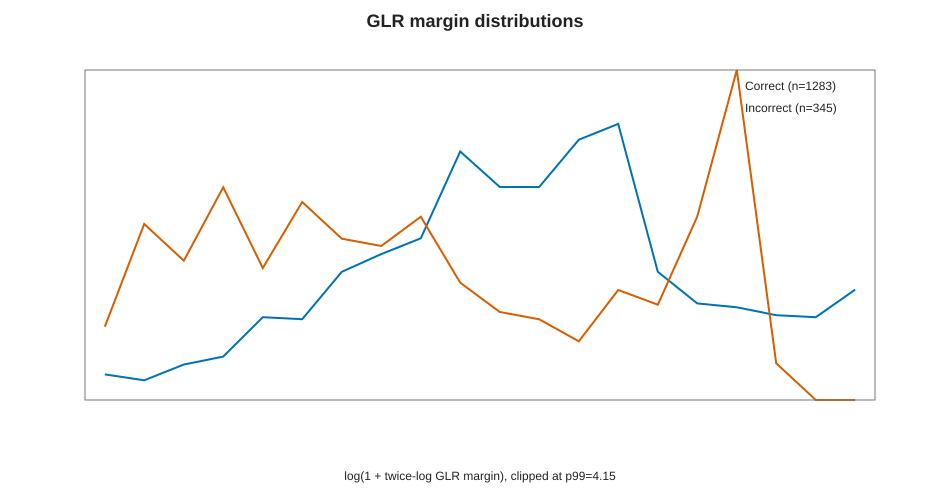 GLR margin distributions
Correct (n=1283)
Incorrect (n=345)
log(1 + twice-log GLR margin), clipped at p99=4.15